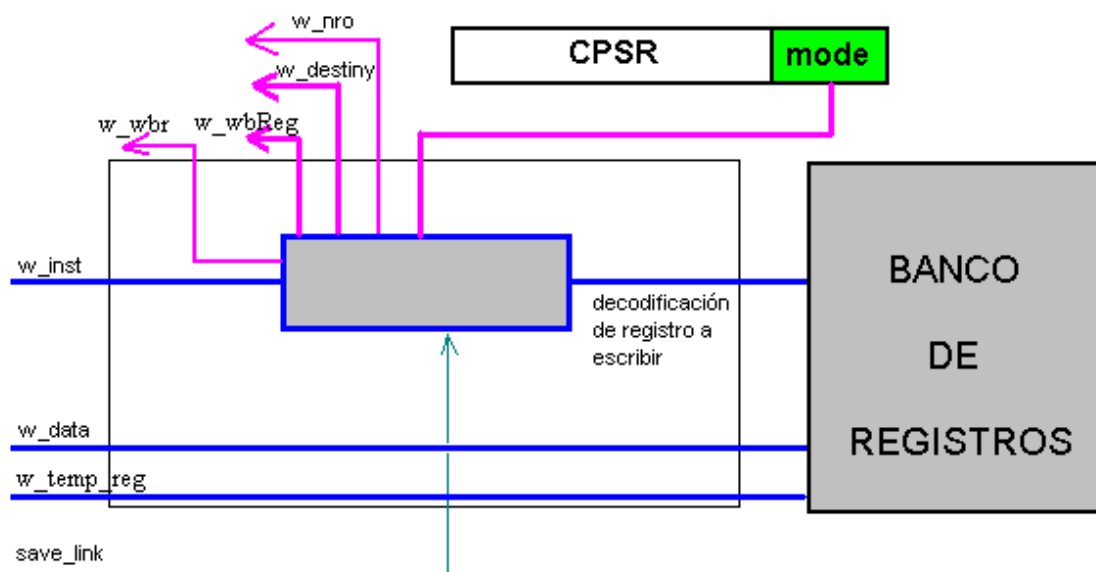 w_nro
CPSR
mode
w_destiny
w_wbr
w_wbReg
w_inst
decodificación
de registro a
escribir
BANCO
DE
REGISTROS
w_data
w_temp_reg
save_link